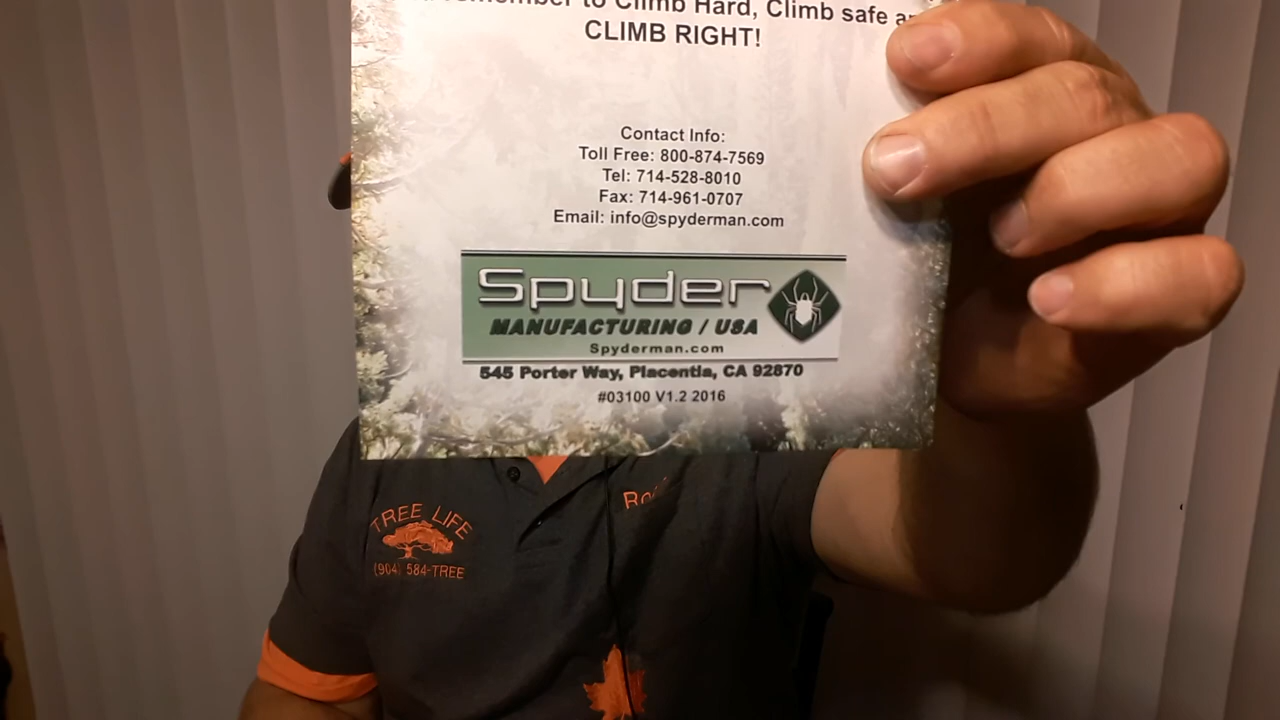 to Climb Hard, Climb safe
CLIMB RIGHT!
Contact Info:
Toll Free: 800-874-7569
Tel: 714-528-8010
Fax: 714-961-0707
Email: info@spyderman.com
Spyder
MANUFACTURING / USA
Spyderman.com
545 Porter Way, Placentia, CA 92870
#03100 V1.2 2016
TREE LIFE
(904) 584-TREE